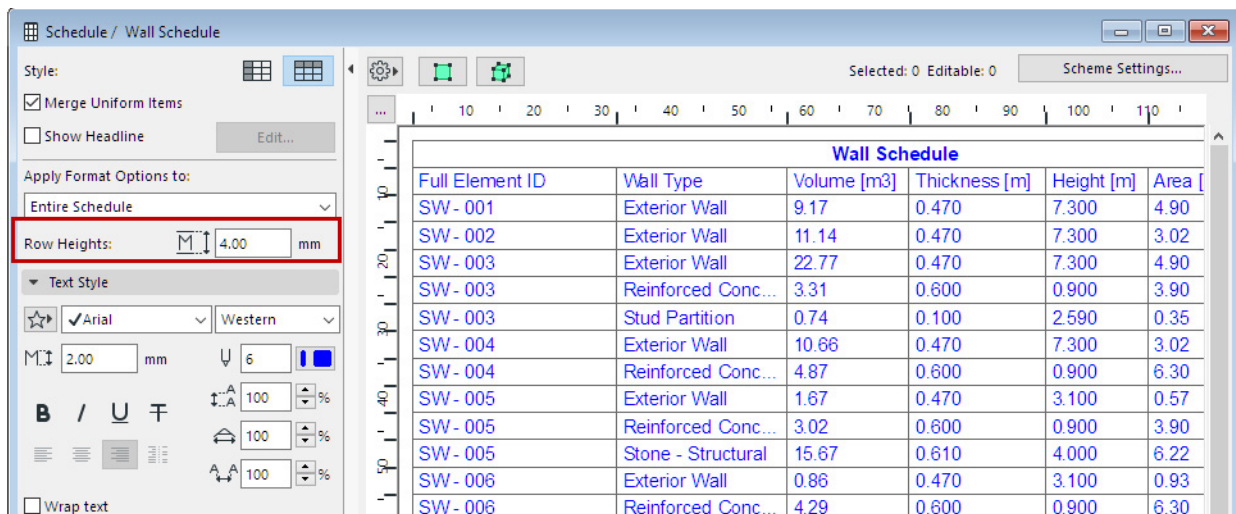 Schedule / Wall Schedule
Style:
Selected: 0 Editable: 0
Scheme Settings...
Merge Uniform Items
Show Headline
Edit...
... 10 20 30 40 50 60 70 80 90 100 110
Apply Format Options to:
Entire Schedule
Row Heights: M 4.00 mm
Text Style
✓Arial Western
M 2.00 mm 6
A A 100 %
B I U T
100 %
A A 100 %
Wrap text
10
20
30
40
50
Wall Schedule
Full Element ID Wall Type Volume [m3] Thickness [m] Height [m] Area [
SW - 001 Exterior Wall 9.17 0.470 7.300 4.90
SW - 002 Exterior Wall 11.14 0.470 7.300 3.02
SW - 003 Exterior Wall 22.77 0.470 7.300 4.90
SW - 003 Reinforced Conc... 3.31 0.600 0.900 3.90
SW - 003 Stud Partition 0.74 0.100 2.590 0.35
SW - 004 Exterior Wall 10.66 0.470 7.300 3.02
SW - 004 Reinforced Conc... 4.87 0.600 0.900 6.30
SW - 005 Exterior Wall 1.67 0.470 3.100 0.57
SW - 005 Reinforced Conc... 3.02 0.600 0.900 3.90
SW - 005 Stone - Structural 15.67 0.610 4.000 6.22
SW - 006 Exterior Wall 0.86 0.470 3.100 0.93
SW - 006 Reinforced Conc... 4.29 0.600 0.900 6.30